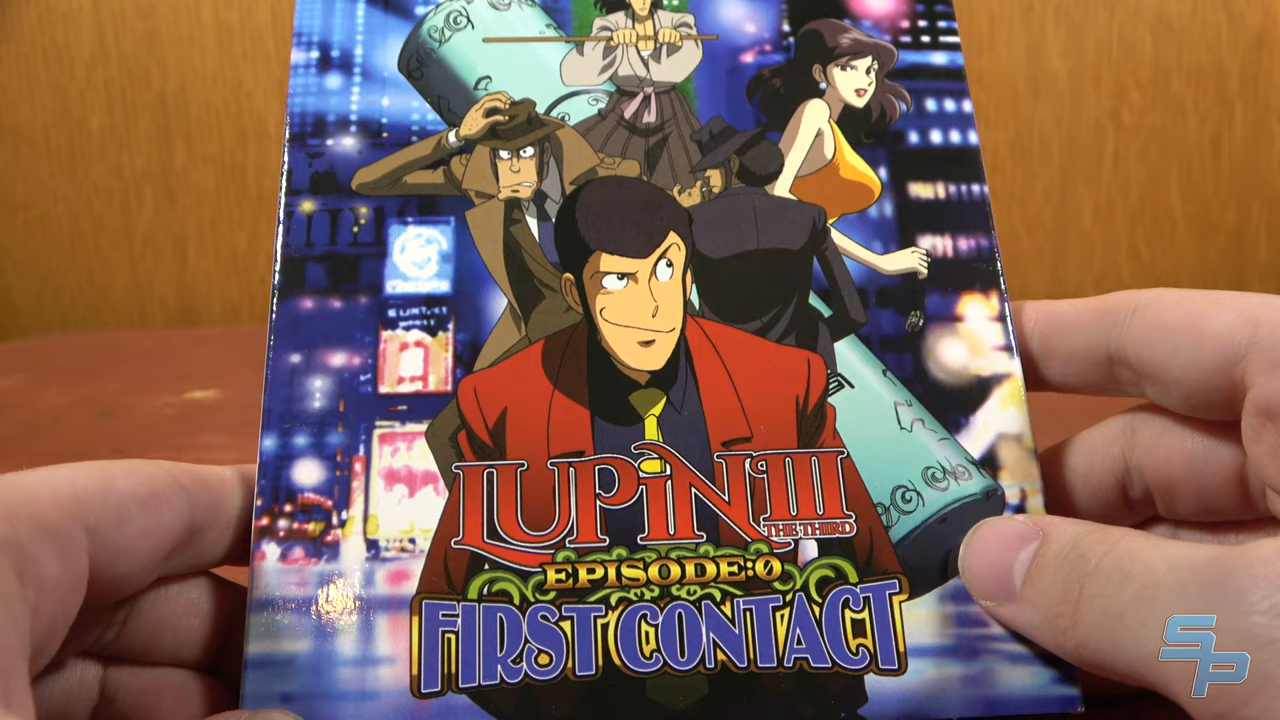 LUPIN III
THE THIRD
EPISODE:0
FIRST CONTACT
SP